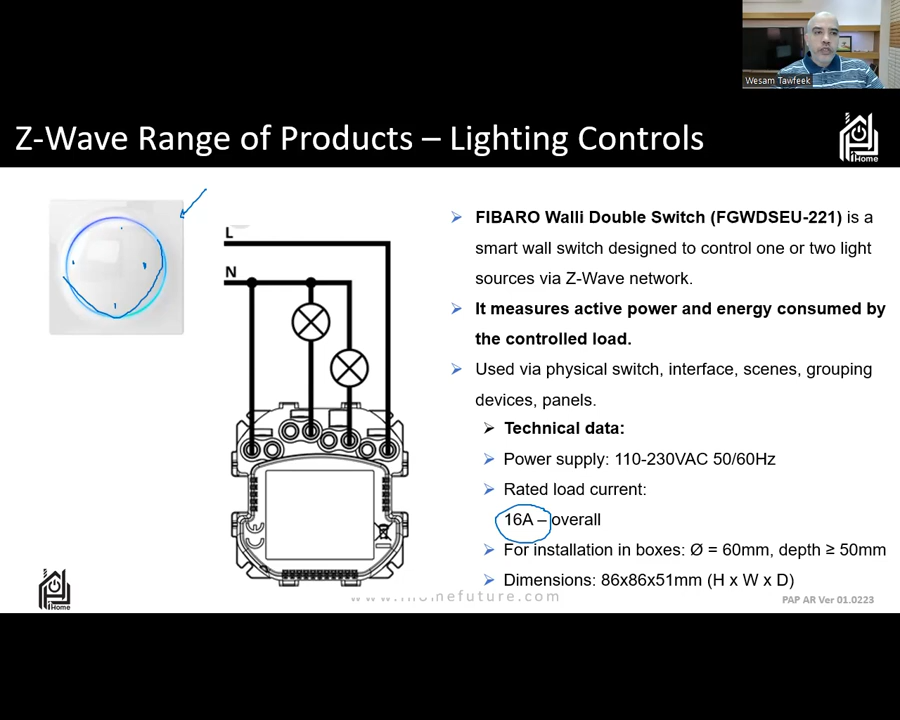 Wesam Tawfeek
Z-Wave Range of Products – Lighting Controls
iHome
L
N
➢ FIBARO Walli Double Switch (FGWDSEU-221) is a
smart wall switch designed to control one or two light
sources via Z-Wave network.
➢ It measures active power and energy consumed by
the controlled load.
➢ Used via physical switch, interface, scenes, grouping
devices, panels.
➢ Technical data:
➢ Power supply: 110-230VAC 50/60Hz
➢ Rated load current:
16A – overall
➢ For installation in boxes: Ø = 60mm, depth ≥ 50mm
➢ Dimensions: 86x86x51mm (H x W x D)
CE
iHome
www.ihomefuture.com
PAP AR Ver 01.0223